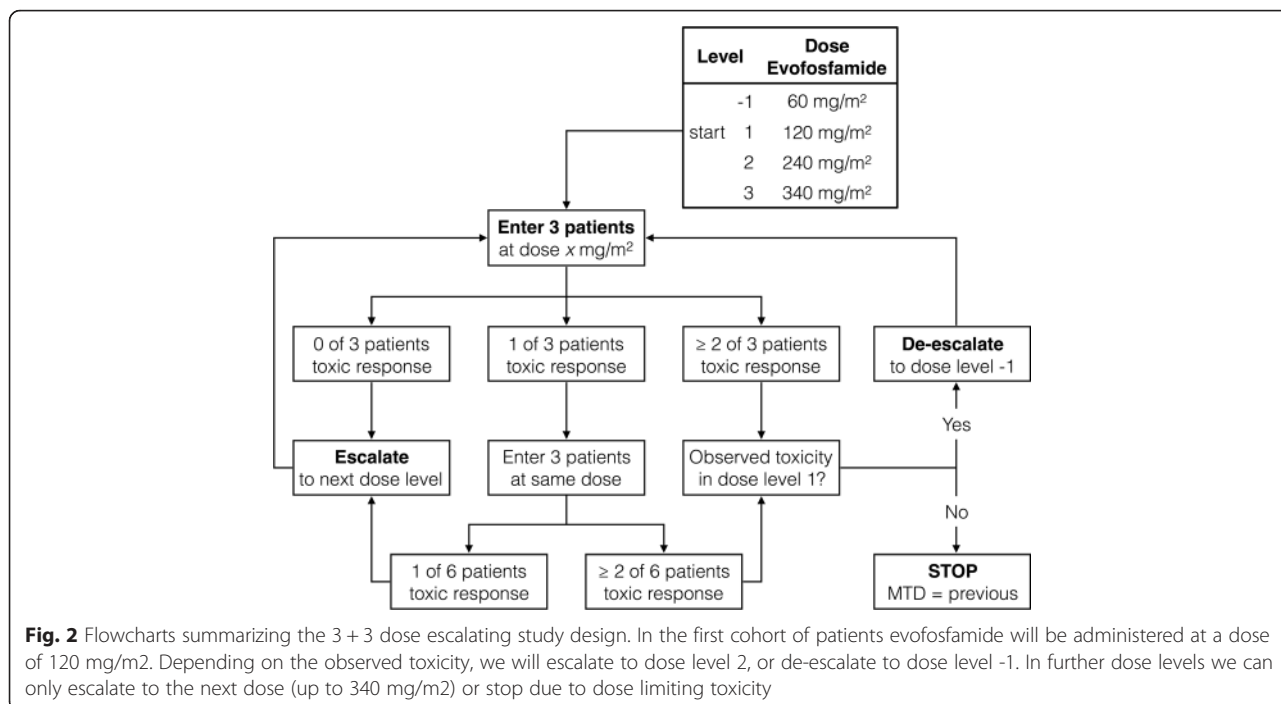 Level Dose Evofosfamide
-1 60 mg/m²
start 1 120 mg/m²
2 240 mg/m²
3 340 mg/m²
Enter 3 patients
at dose x mg/m²
0 of 3 patients
toxic response
1 of 3 patients
toxic response
≥ 2 of 3 patients
toxic response
De-escalate
to dose level -1
Yes
Escalate
to next dose level
Enter 3 patients
at same dose
Observed toxicity
in dose level 1?
No
1 of 6 patients
toxic response
≥ 2 of 6 patients
toxic response
STOP
MTD = previous
Fig. 2 Flowcharts summarizing the 3 + 3 dose escalating study design. In the first cohort of patients evofosfamide will be administered at a dose
of 120 mg/m2. Depending on the observed toxicity, we will escalate to dose level 2, or de-escalate to dose level -1. In further dose levels we can
only escalate to the next dose (up to 340 mg/m2) or stop due to dose limiting toxicity